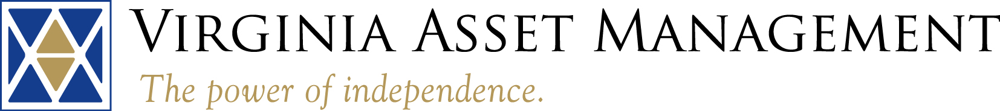 Virginia Asset Management
The power of independence.